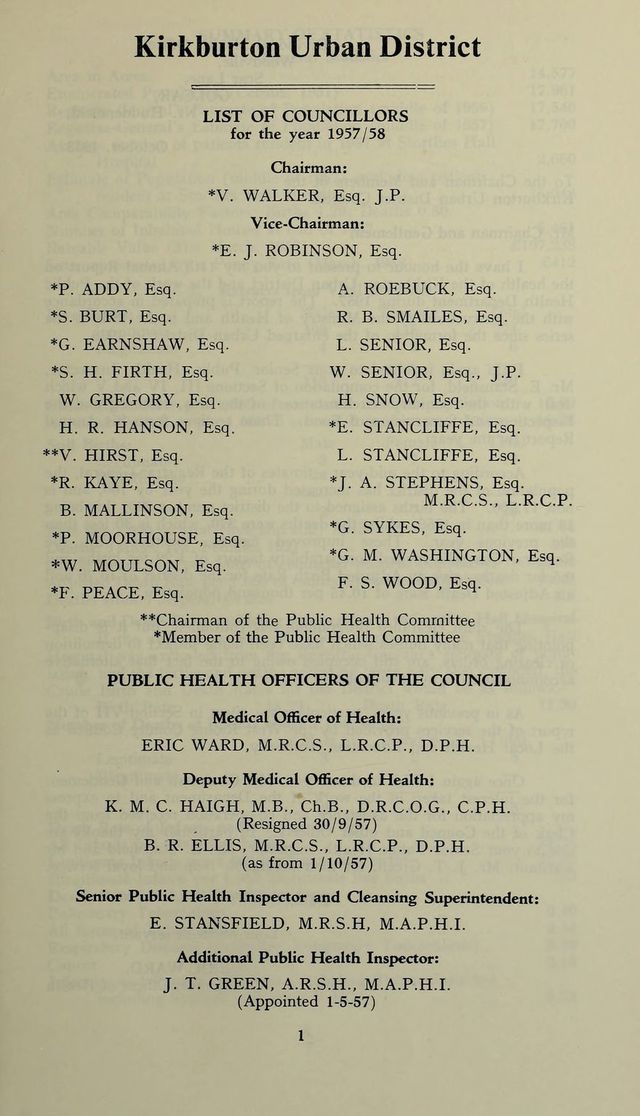 Kirkburton Urban District
LIST OF COUNCILLORS
for the year 1957/58
Chairman:
*V. WALKER, Esq. J.P.
Vice-Chairman:
*E. J. ROBINSON, Esq.
*P. ADDY, Esq.
*S. BURT, Esq.
*G. EARNSHAW, Esq.
*S. H. FIRTH, Esq.
W. GREGORY, Esq.
H. R. HANSON, Esq.
**V. HIRST, Esq.
*R. KAYE, Esq.
B. MALLINSON, Esq.
*P. MOORHOUSE, Esq.
*W. MOULSON, Esq.
*F. PEACE, Esq.
A. ROEBUCK, Esq.
R. B. SMAILES, Esq.
L. SENIOR, Esq.
W. SENIOR, Esq., J.P.
H. SNOW, Esq.
*E. STANCLIFFE, Esq.
L. STANCLIFFE, Esq.
*J. A. STEPHENS, Esq.
M.R.C.S., L.R.C.P.
*G. SYKES, Esq.
*G. M. WASHINGTON, Esq.
F. S. WOOD, Esq.
**Chairman of the Public Health Committee
*Member of the Public Health Committee
PUBLIC HEALTH OFFICERS OF THE COUNCIL
Medical Officer of Health:
ERIC WARD, M.R.C.S., L.R.C.P., D.P.H.
Deputy Medical Officer of Health:
K. M. C. HAIGH, M.B., Ch.B., D.R.C.O.G., C.P.H.
(Resigned 30/9/57)
B. R. ELLIS, M.R.C.S., L.R.C.P., D.P.H.
(as from 1/10/57)
Senior Public Health Inspector and Cleansing Superintendent:
E. STANSFIELD, M.R.S.H, M.A.P.H.I.
Additional Public Health Inspector:
J. T. GREEN, A.R.S.H., M.A.P.H.I.
(Appointed 1-5-57)
1